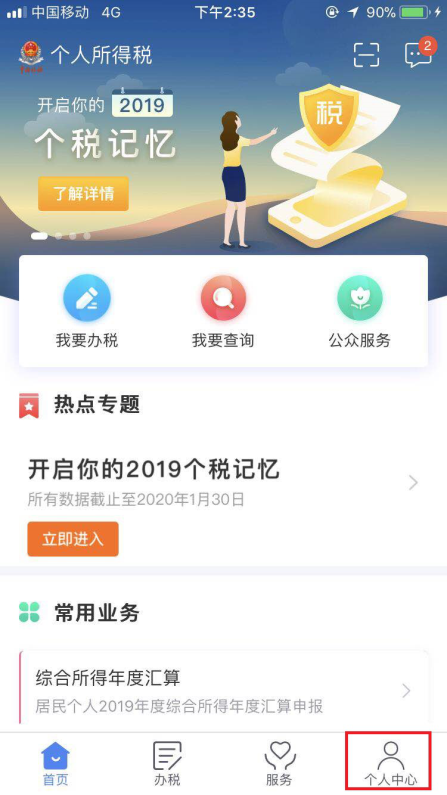 中国移动 4G 下午2:35 90%
个人所得税
2
开启你的 2019
个税记忆
税
了解详情
我要办税 我要查询 公众服务
热点专题
开启你的2019个税记忆
所有数据截止至2020年1月30日
立即进入
常用业务
综合所得年度汇算
居民个人2019年度综合所得年度汇算申报
首页 办税 服务 个人中心